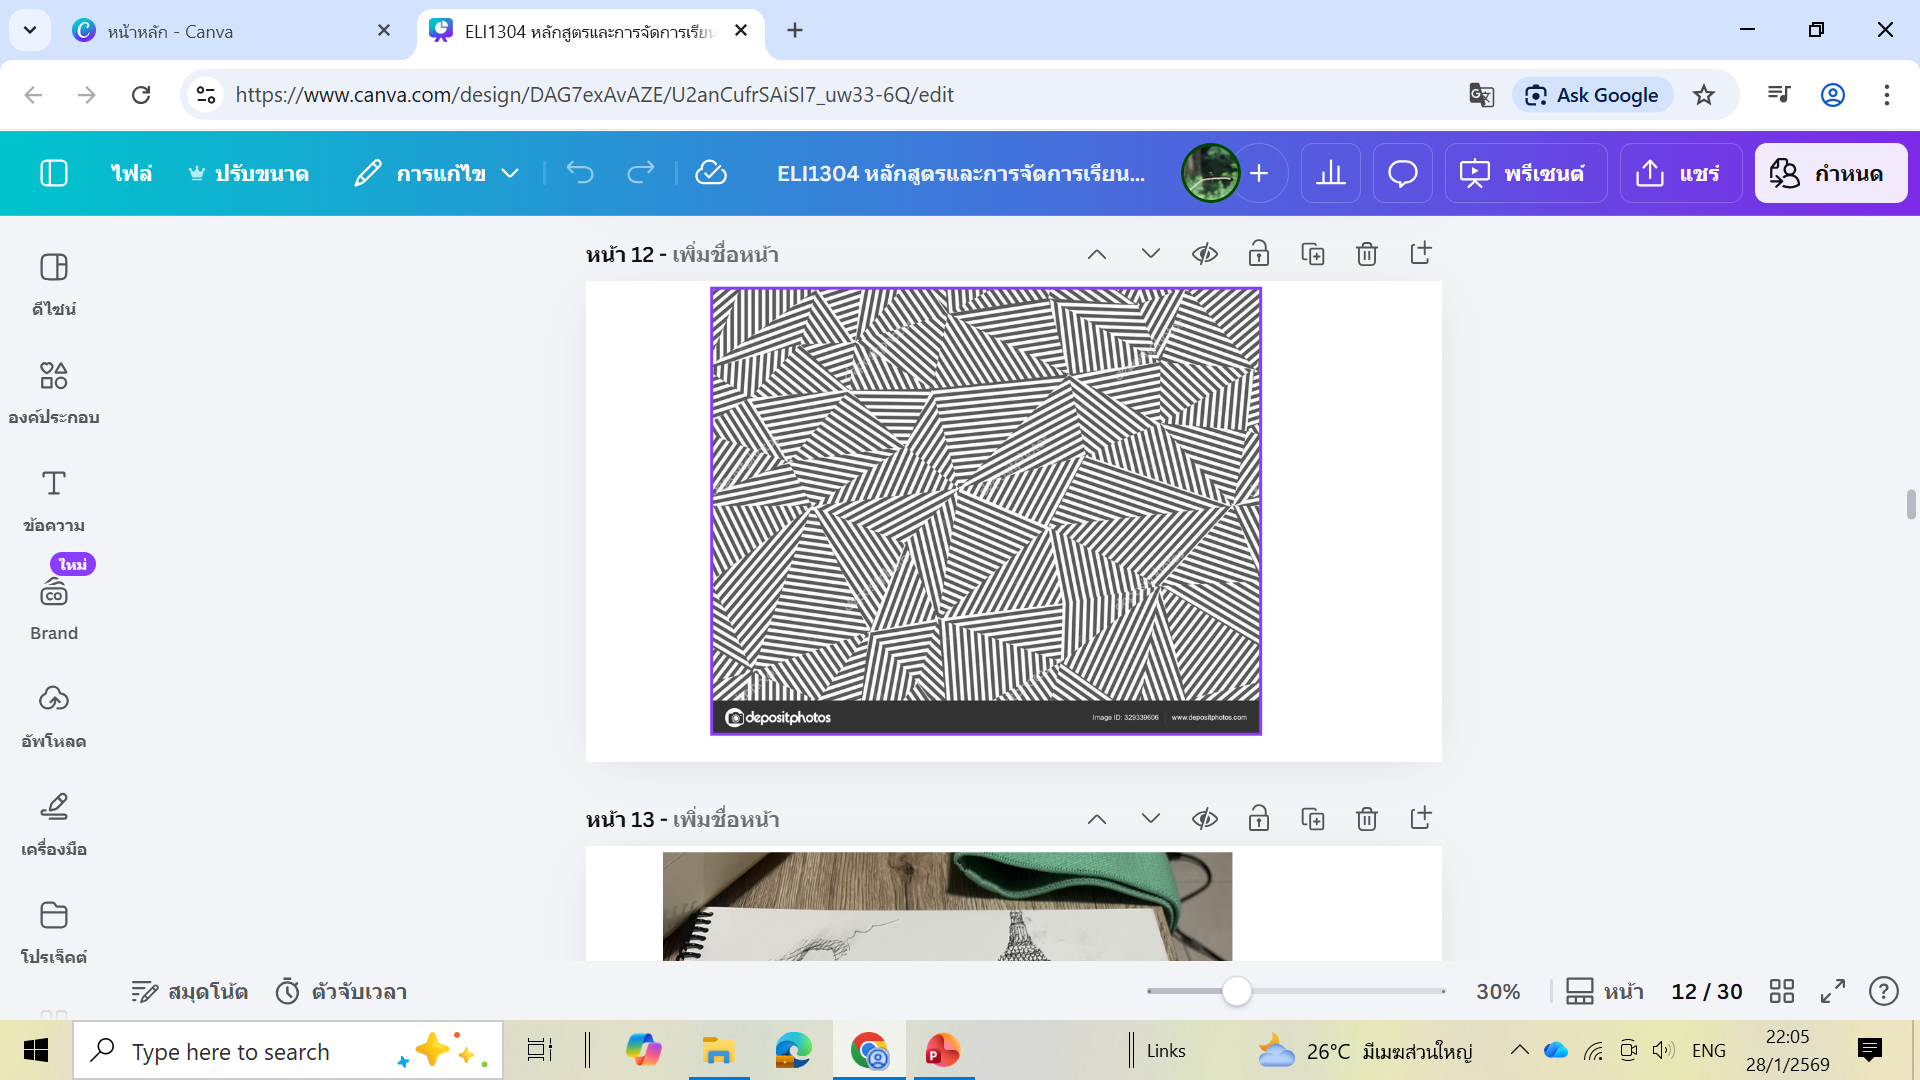 หน้าหลัก - Canva
ELI1304 หลักสูตรและการจัดการเรียน
https://www.canva.com/design/DAG7exAvAZE/U2anCufrSAiSI7_uw33-6Q/edit
Ask Google
ไฟล์
ปรับขนาด
การแก้ไข
ELI1304 หลักสูตรและการจัดการเรียน...
พรีเซนต์
แชร์
กำหนด
หน้า 12 - เพิ่มชื่อหน้า
ดีไซน์
องค์ประกอบ
ข้อความ
ใหม่
Brand
อัพโหลด
เครื่องมือ
โปรเจ็คต์
depositphotos
Image ID: 329339606
www.depositphotos.com
หน้า 13 - เพิ่มชื่อหน้า
สมุดโน้ต
ตัวจับเวลา
30%
หน้า
12 / 30
Type here to search
Links
26°C มีเมฆส่วนใหญ่
ENG
22:05
28/1/2569